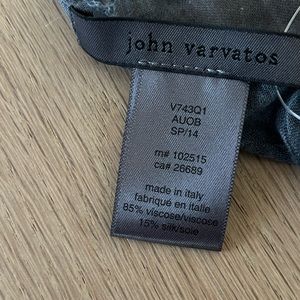 john varvatos
V743Q1
AUOB
SP/14
rn# 102515
ca# 26689
made in italy
fabriqué en italie
85% viscose/viscose
15% silk/soie